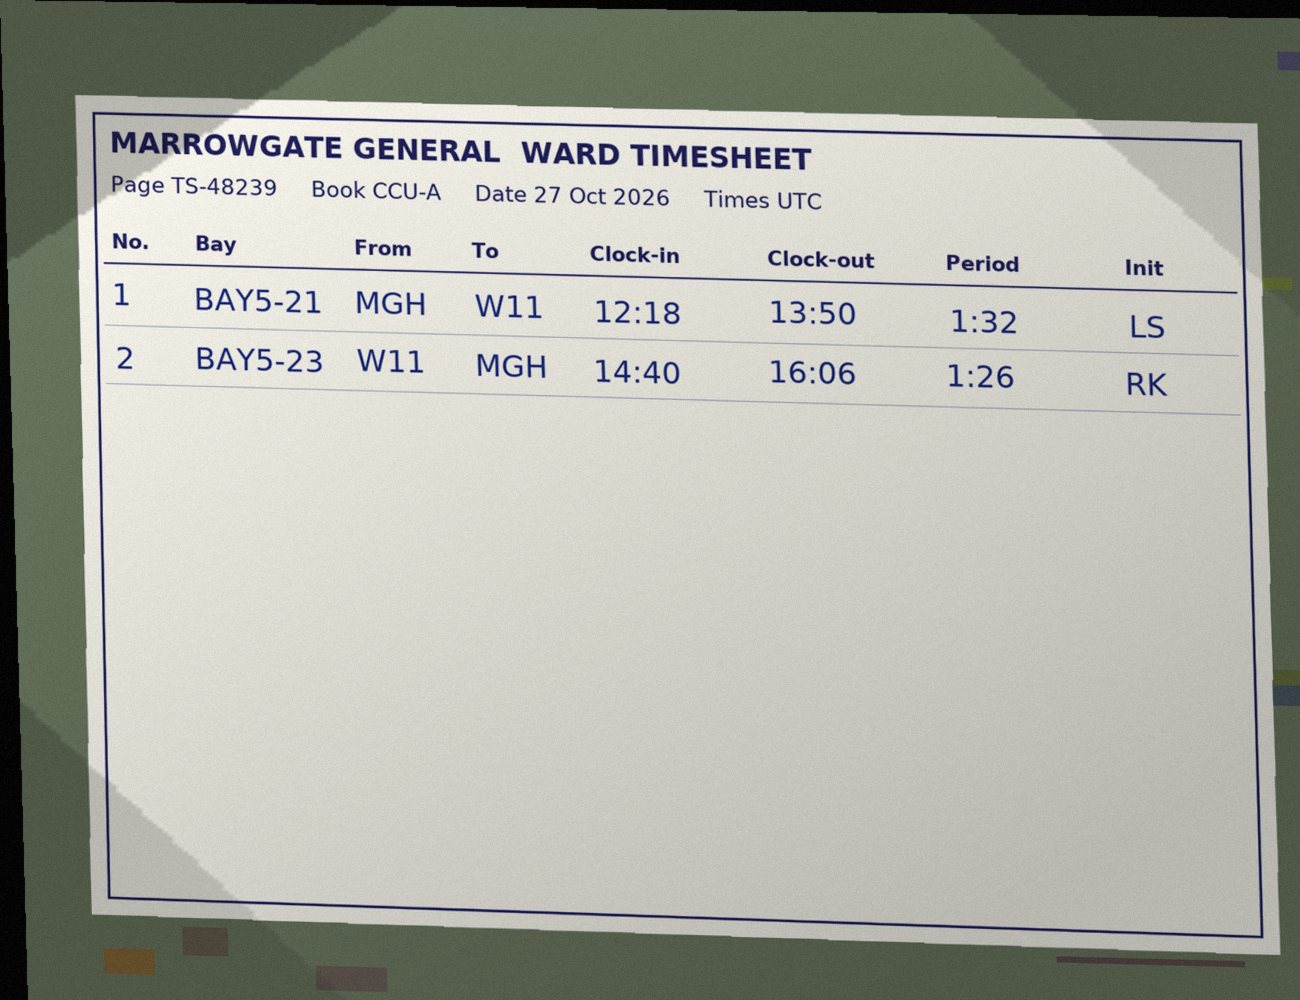 MARROWGATE GENERAL WARD TIMESHEET
Page TS-48239 Book CCU-A Date 27 Oct 2026 Times UTC
No. Bay From To Clock-in Clock-out Period Init
1 BAY5-21 MGH W11 12:18 13:50 1:32 LS
2 BAY5-23 W11 MGH 14:40 16:06 1:26 RK